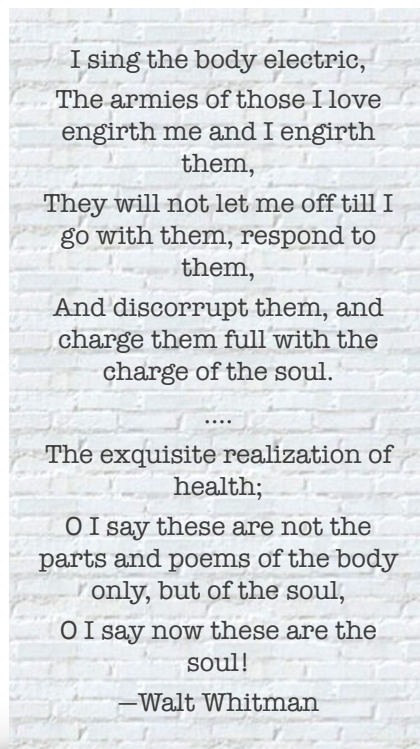 I sing the body electric,
The armies of those I love
engirth me and I engirth
them,
They will not let me off till I
go with them, respond to
them,
And discorrupt them, and
charge them full with the
charge of the soul.
....
The exquisite realization of
health;
O I say these are not the
parts and poems of the body
only, but of the soul,
O I say now these are the
soul!
—Walt Whitman